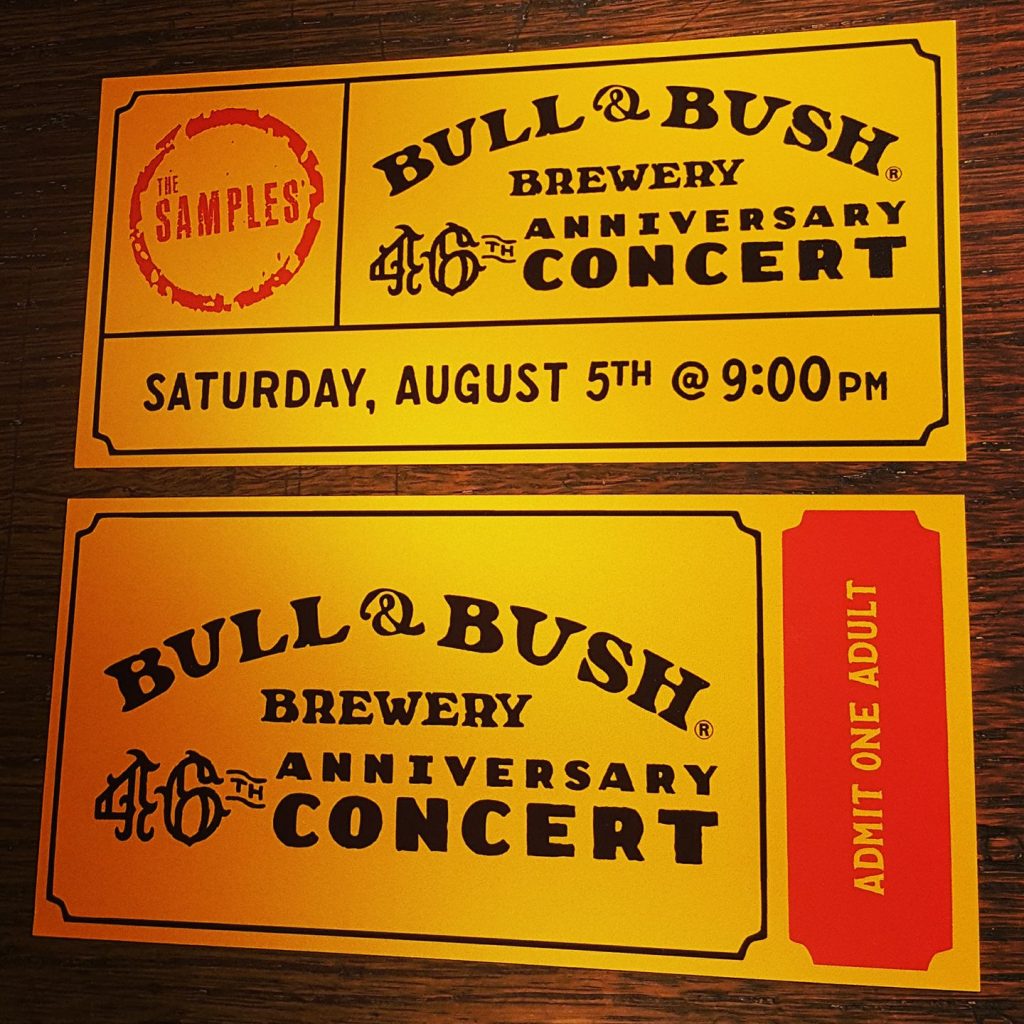 THE
SAMPLES
BULL & BUSH®
BREWERY
46TH ANNIVERSARY
CONCERT
SATURDAY, AUGUST 5TH @ 9:00PM
BULL & BUSH®
BREWERY
46TH ANNIVERSARY
CONCERT
ADMIT ONE ADULT